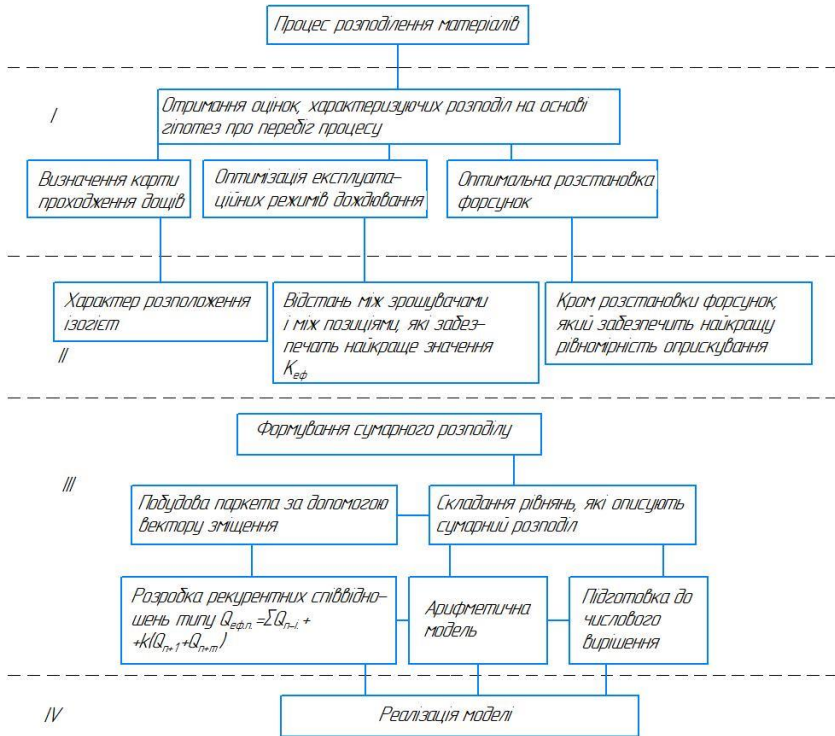 Процес розподілення матеріалів
I
Отримання оцінок, характеризуючих розподіл на основі
гіпотез про перебіг процесу
Визначення карти
проходження дощів
Оптимізація експлуата-
ційних режимів дождювання
Оптимальна розстановка
форсунок
Характер розположення
ізогієт
Відстань між зрошувачами
і між позиціями, які забез-
печать найкраще значення
Kеф
Кром розстановки форсунок,
який забезпечить найкращу
рівномірність оприскування
II
Формування сумарного розподілу
III
Побудова паркета за допомогою
вектору зміщення
Складання рівнянь, які описують
сумарний розподіл
Розробка рекурентних співвідно-
шень типу Qеф.п. =ΣQn-i. +
+k(Qn+1+Qn+m)
Арифметична
модель
Підготовка до
числового
вирішення
IV
Реалізація моделі